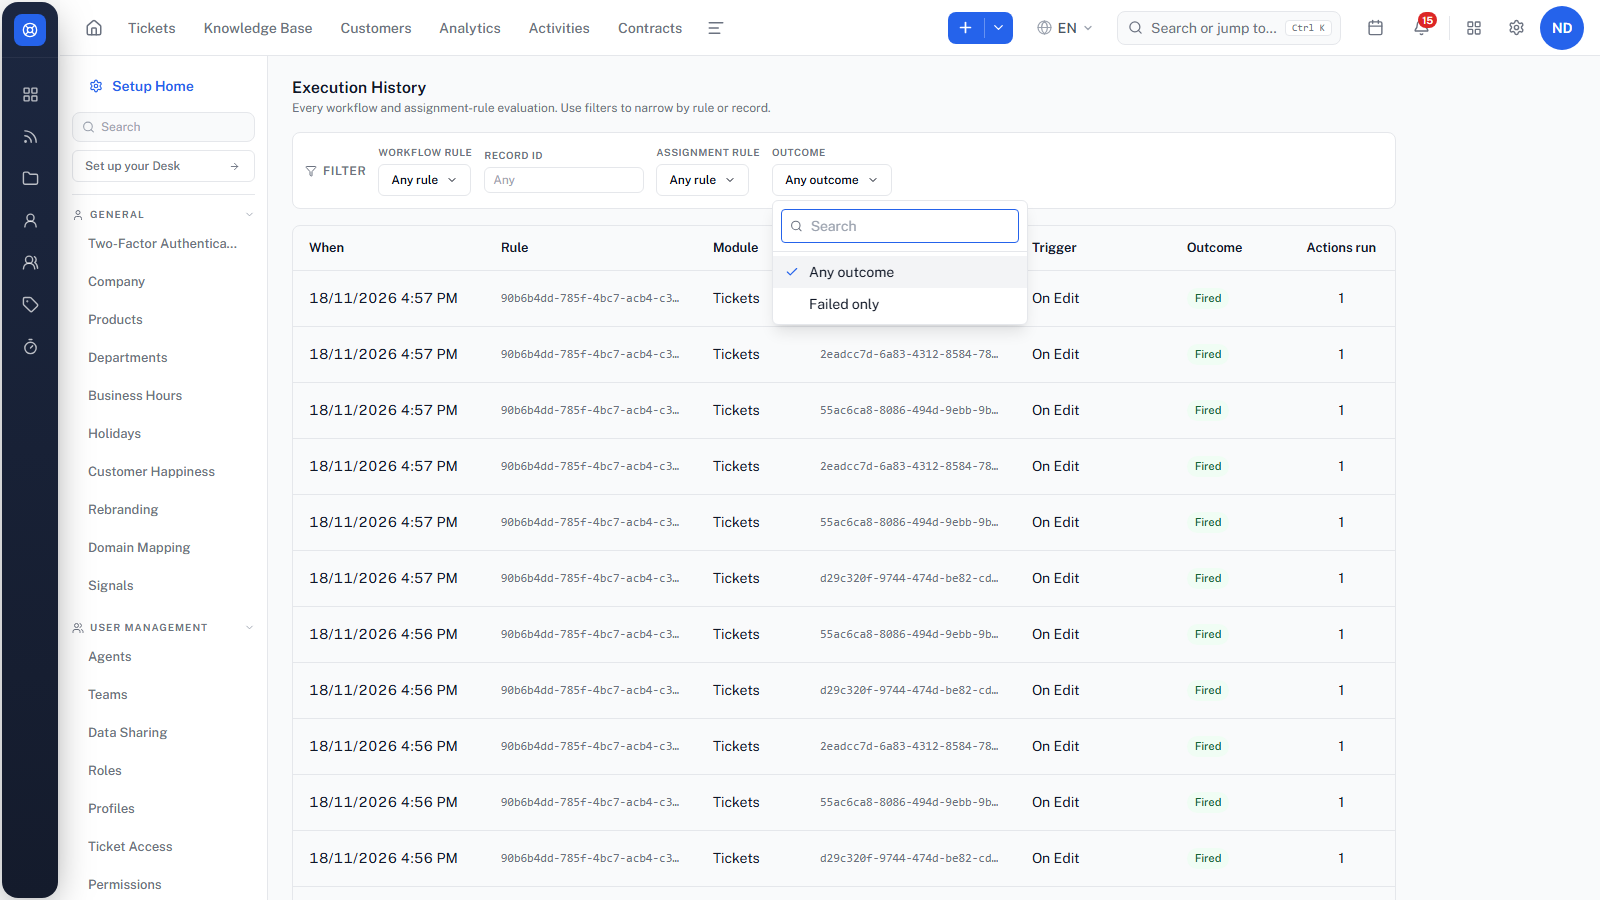 Tickets
Knowledge Base
Customers
Analytics
Activities
Contracts
EN
Search or jump to...
Ctrl K
15
ND
Setup Home
Search
Set up your Desk
GENERAL
Two-Factor Authentica...
Company
Products
Departments
Business Hours
Holidays
Customer Happiness
Rebranding
Domain Mapping
Signals
USER MANAGEMENT
Agents
Teams
Data Sharing
Roles
Profiles
Ticket Access
Permissions
Execution History
Every workflow and assignment-rule evaluation. Use filters to narrow by rule or record.
FILTER
WORKFLOW RULE
Any rule
RECORD ID
Any
ASSIGNMENT RULE
Any rule
OUTCOME
Any outcome
Search
Any outcome
Failed only
When Rule Module Trigger Outcome Actions run
18/11/2026 4:57 PM 90b6b4dd-785f-4bc7-acb4-c3… Tickets On Edit Fired 1
18/11/2026 4:57 PM 90b6b4dd-785f-4bc7-acb4-c3… Tickets 2eadcc7d-6a83-4312-8584-78… On Edit Fired 1
18/11/2026 4:57 PM 90b6b4dd-785f-4bc7-acb4-c3… Tickets 55ac6ca8-8086-494d-9ebb-9b… On Edit Fired 1
18/11/2026 4:57 PM 90b6b4dd-785f-4bc7-acb4-c3… Tickets 2eadcc7d-6a83-4312-8584-78… On Edit Fired 1
18/11/2026 4:57 PM 90b6b4dd-785f-4bc7-acb4-c3… Tickets 55ac6ca8-8086-494d-9ebb-9b… On Edit Fired 1
18/11/2026 4:57 PM 90b6b4dd-785f-4bc7-acb4-c3… Tickets d29c320f-9744-474d-be82-cd… On Edit Fired 1
18/11/2026 4:56 PM 90b6b4dd-785f-4bc7-acb4-c3… Tickets 55ac6ca8-8086-494d-9ebb-9b… On Edit Fired 1
18/11/2026 4:56 PM 90b6b4dd-785f-4bc7-acb4-c3… Tickets d29c320f-9744-474d-be82-cd… On Edit Fired 1
18/11/2026 4:56 PM 90b6b4dd-785f-4bc7-acb4-c3… Tickets 2eadcc7d-6a83-4312-8584-78… On Edit Fired 1
18/11/2026 4:56 PM 90b6b4dd-785f-4bc7-acb4-c3… Tickets 55ac6ca8-8086-494d-9ebb-9b… On Edit Fired 1
18/11/2026 4:56 PM 90b6b4dd-785f-4bc7-acb4-c3… Tickets d29c320f-9744-474d-be82-cd… On Edit Fired 1